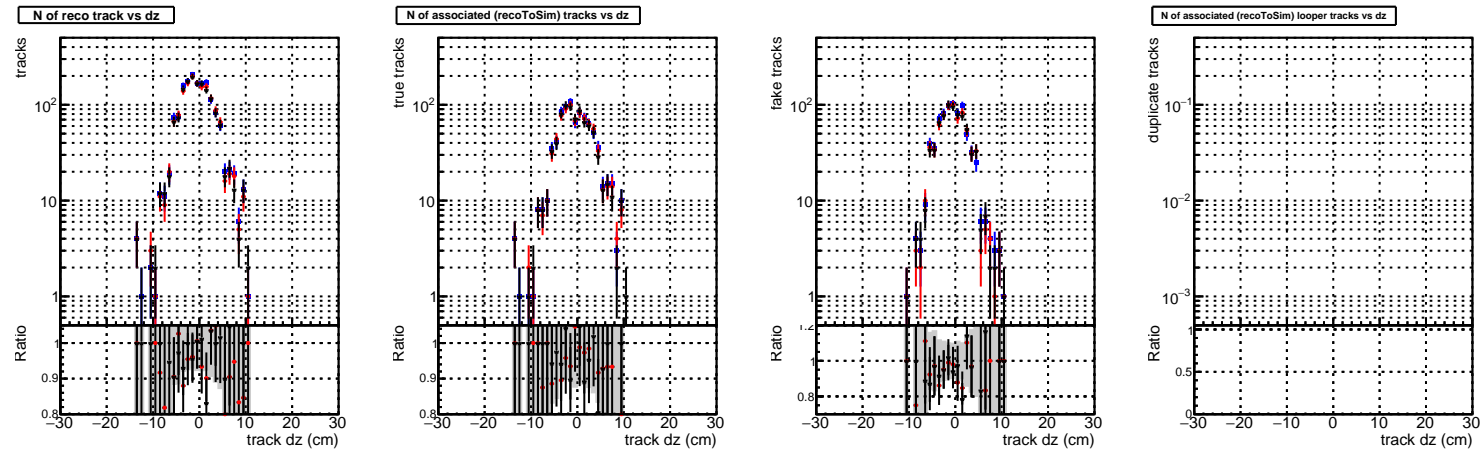 N of reco track vs dz
tracks
10²
10
1
Ratio
1
0.9
0.8
−30 −20 −10 0 10 20 30
track dz (cm)
N of associated (recoToSim) tracks vs dz
true tracks
10²
10
1
Ratio
1
0.9
0.8
−30 −20 −10 0 10 20 30
track dz (cm)
fake tracks
10²
10
1
Ratio
1.2
1
0.8
−30 −20 −10 0 10 20 30
track dz (cm)
N of associated (recoToSim) looper tracks vs dz
duplicate tracks
10⁻¹
10⁻²
10⁻³
Ratio
1
0.5
0
−30 −20 −10 0 10 20 30
track dz (cm)